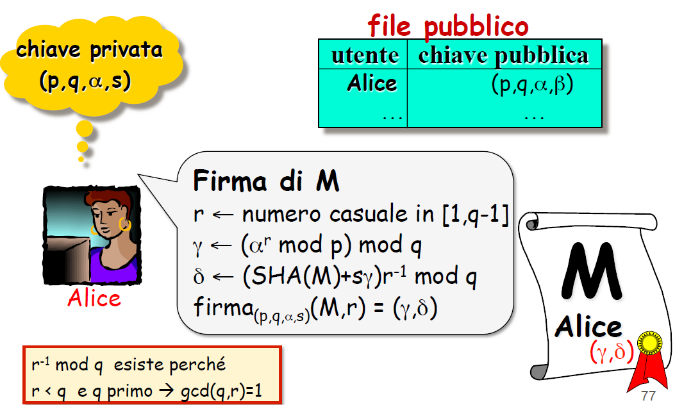 file pubblico
chiave privata
(p,q,α,s)
utente chiave pubblica
Alice (p,q,α,β)
... ...
Firma di M
r ← numero casuale in [1,q-1]
γ ← (αʳ mod p) mod q
δ ← (SHA(M)+sγ)r⁻¹ mod q
firma₍p,q,α,s₎(M,r) = (γ,δ)
Alice
M
Alice
(γ,δ)
r⁻¹ mod q esiste perché
r < q e q primo → gcd(q,r)=1
77